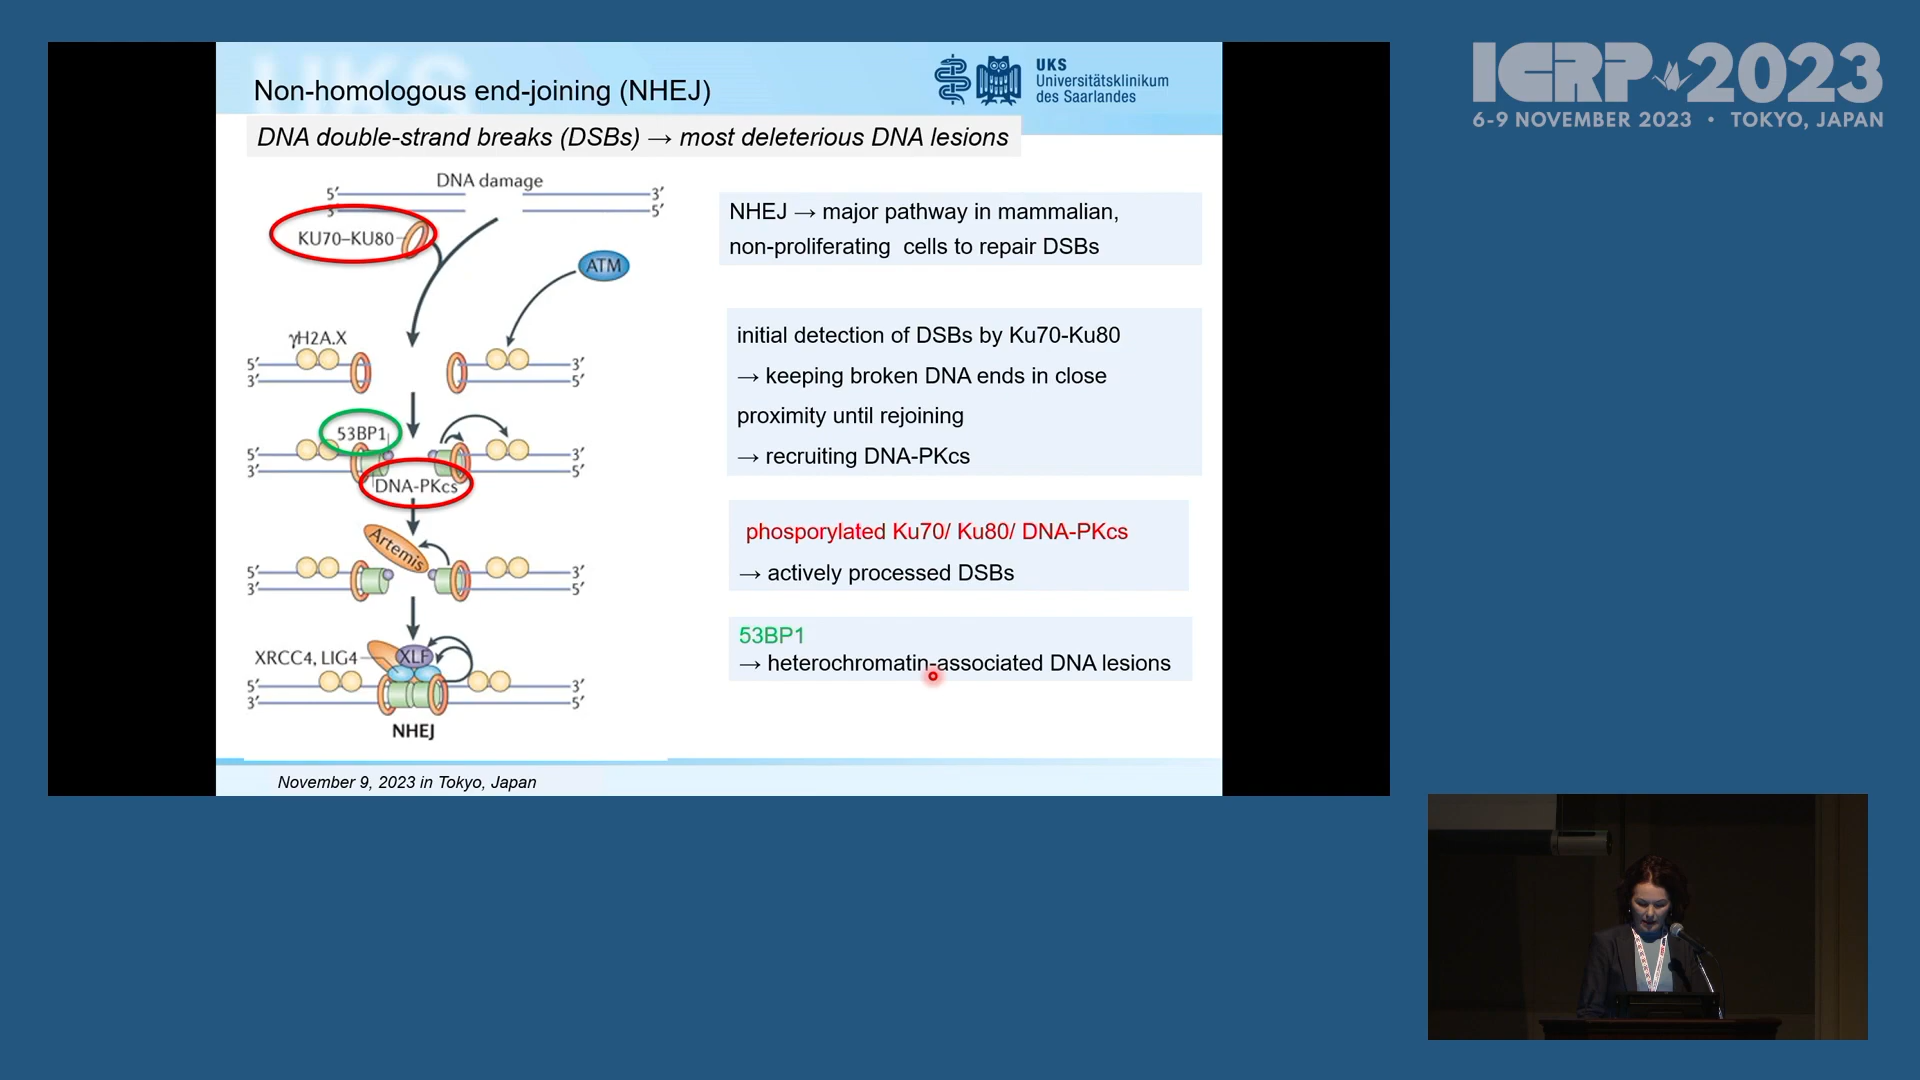 Non-homologous end-joining (NHEJ)
UKS
Universitätsklinikum
des Saarlandes
ICRP 2023
6-9 NOVEMBER 2023 • TOKYO, JAPAN
DNA double-strand breaks (DSBs) → most deleterious DNA lesions
DNA damage
5′ 3′
3′ 5′
KU70–KU80
ATM
γH2A.X
5′ 3′
3′ 5′
53BP1
5′ 3′
3′ 5′
DNA-PKcs
Artemis
5′ 3′
3′ 5′
XRCC4, LIG4 XLF
5′ 3′
3′ 5′
NHEJ
NHEJ → major pathway in mammalian,
non-proliferating cells to repair DSBs
initial detection of DSBs by Ku70-Ku80
→ keeping broken DNA ends in close
proximity until rejoining
→ recruiting DNA-PKcs
phosporylated Ku70/ Ku80/ DNA-PKcs
→ actively processed DSBs
53BP1
→ heterochromatin-associated DNA lesions
November 9, 2023 in Tokyo, Japan